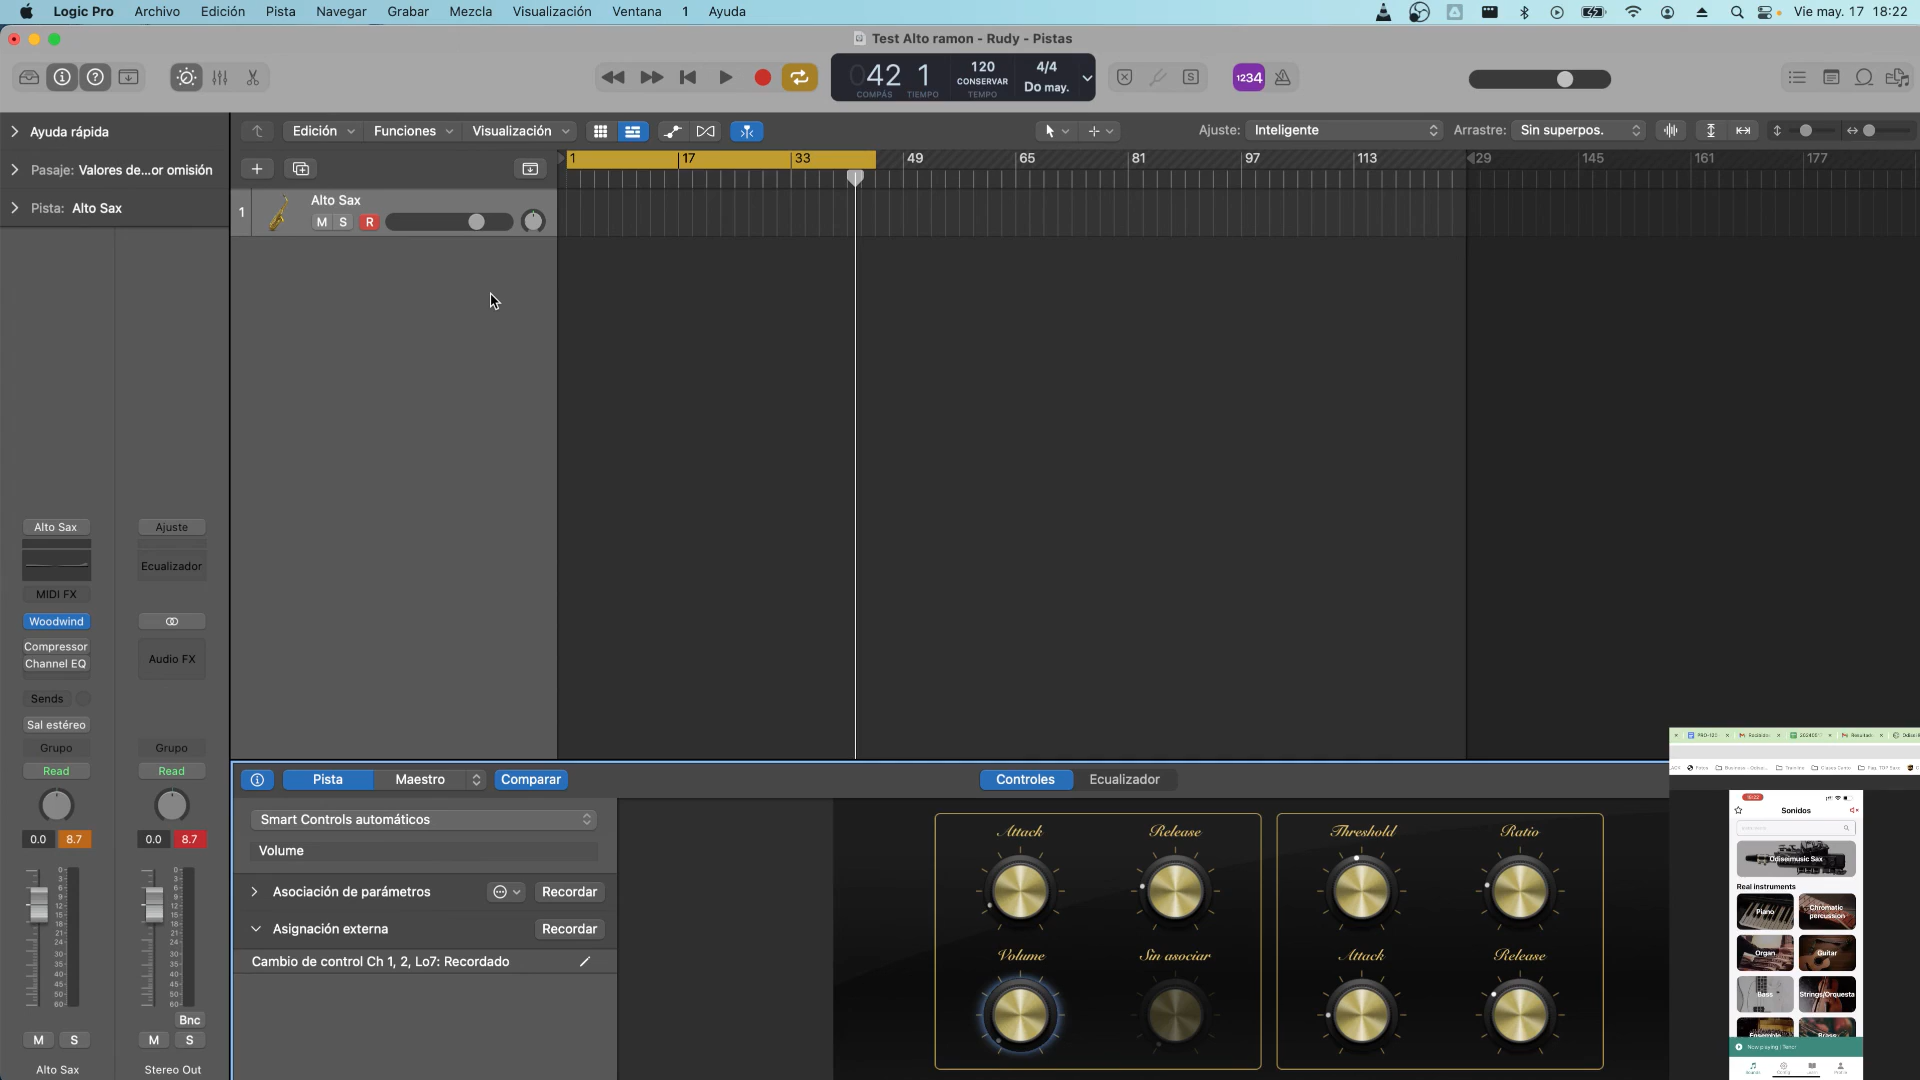 Logic Pro Archivo Edición Pista Navegar Grabar Mezcla Visualización Ventana 1 Ayuda Vie may. 17 18:22
Test Alto ramon - Rudy - Pistas
42 1 120 CONSERVAR TEMPO 4/4 Do may.
COMPÁS TIEMPO
1234
Ayuda rápida
Pasaje: Valores de...or omisión
Pista: Alto Sax
Edición Funciones Visualización Ajuste: Inteligente Arrastre: Sin superpos.
1 17 33 49 65 81 97 113 129 145 161 177
1 Alto Sax
M S R
Alto Sax Ajuste
Ecualizador
MIDI FX
Woodwind
Compressor
Channel EQ Audio FX
Sends
Sal estéreo
Grupo Grupo
Read Read
0.0 8.7 0.0 8.7
Bnc
M S M S
Alto Sax Stereo Out
Pista Maestro Comparar Controles Ecualizador
Smart Controls automáticos
Volume
Asociación de parámetros Recordar
Asignación externa Recordar
Cambio de control Ch 1, 2, Lo7: Recordado
Attack Release Threshold Ratio
Volume Sin asociar Attack Release
18:22
Sonidos
Odiseimusic Sax
Real instruments
Piano Chromatic percussion
Organ Guitar
Bass Strings/Orquesta
Ensemble Brass